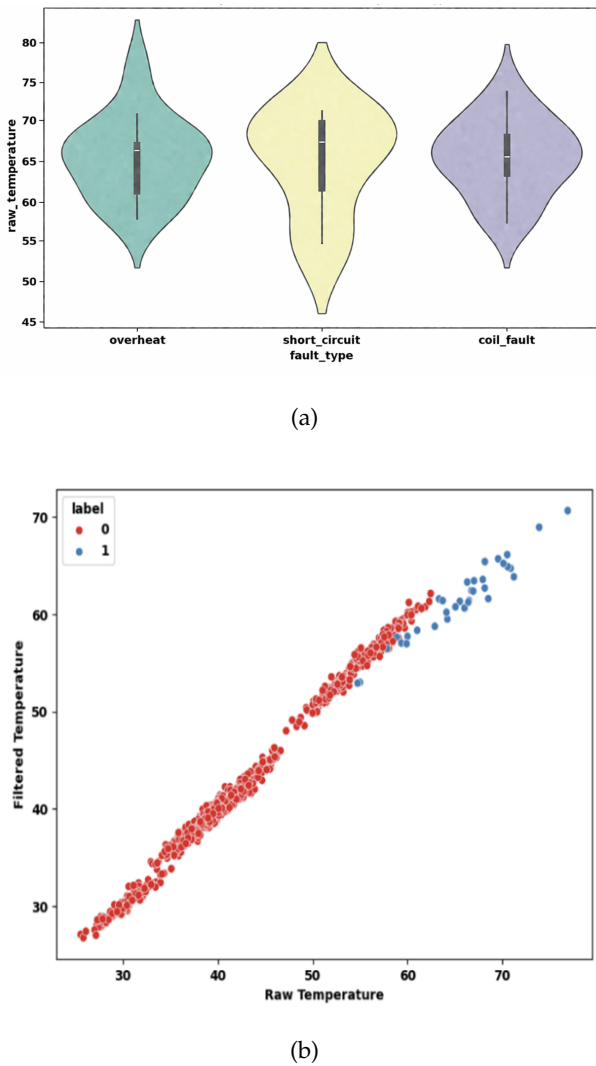 80
75
70
65
60
55
50
45
raw_temperature
overheat short_circuit coil_fault
fault_type
(a)
label
0
1
70
60
50
40
30
Filtered Temperature
30 40 50 60 70
Raw Temperature
(b)